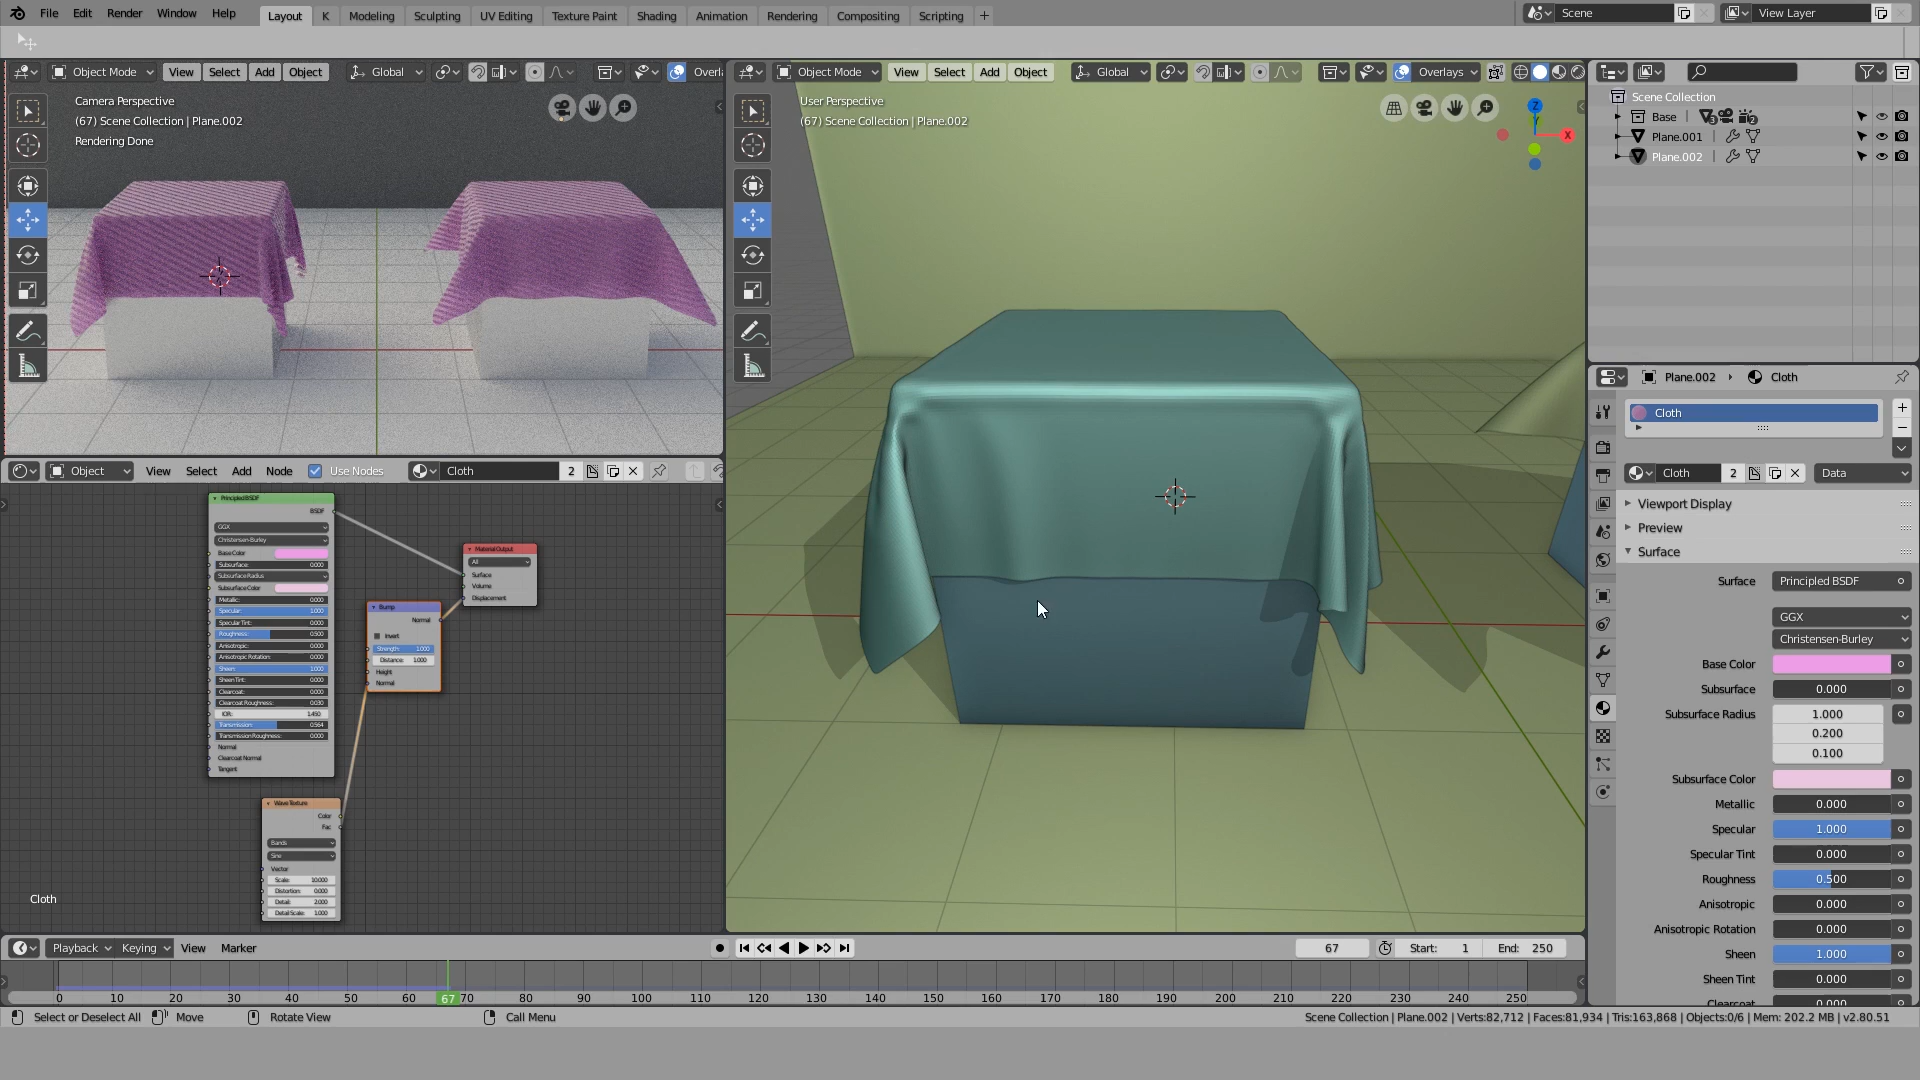 File Edit Render Window Help Layout K Modeling Sculpting UV Editing Texture Paint Shading Animation Rendering Compositing Scripting + Scene View Layer
Object Mode View Select Add Object Global Overla
Object Mode View Select Add Object Global Overlays
Camera Perspective
(67) Scene Collection | Plane.002
Rendering Done
User Perspective
(67) Scene Collection | Plane.002
Z
Y
X
Scene Collection
Base 3 2
Plane.001
Plane.002
Object View Select Add Node Use Nodes Cloth 2
Principled BSDF
BSDF
GGX
Christensen-Burley
Base Color
Subsurface: 0.000
Subsurface Radius
Subsurface Color
Metallic: 0.000
Specular: 1.000
Specular Tint: 0.000
Roughness: 0.500
Anisotropic: 0.000
Anisotropic Rotation: 0.000
Sheen: 1.000
Sheen Tint: 0.000
Clearcoat: 0.000
Clearcoat Roughness: 0.030
IOR: 1.450
Transmission: 0.564
Transmission Roughness: 0.000
Normal
Clearcoat Normal
Tangent
Material Output
All
Surface
Volume
Displacement
Bump
Normal
Invert
Strength: 1.000
Distance: 1.000
Height
Normal
Wave Texture
Color
Fac
Bands
Sine
Vector
Scale: 10.000
Distortion: 0.000
Detail: 2.000
Detail Scale: 1.000
Cloth
Plane.002 Cloth
Cloth
Cloth 2 Data
Viewport Display
Preview
Surface
Surface Principled BSDF
GGX
Christensen-Burley
Base Color
Subsurface 0.000
Subsurface Radius 1.000
0.200
0.100
Subsurface Color
Metallic 0.000
Specular 1.000
Specular Tint 0.000
Roughness 0.500
Anisotropic 0.000
Anisotropic Rotation 0.000
Sheen 1.000
Sheen Tint 0.000
Clearcoat 0.000
Playback Keying View Marker 67 Start: 1 End: 250
0 10 20 30 40 50 60 67 70 80 90 100 110 120 130 140 150 160 170 180 190 200 210 220 230 240 250
Select or Deselect All Move Rotate View Call Menu Scene Collection | Plane.002 | Verts:82,712 | Faces:81,934 | Tris:163,868 | Objects:0/6 | Mem: 202.2 MB | v2.80.51